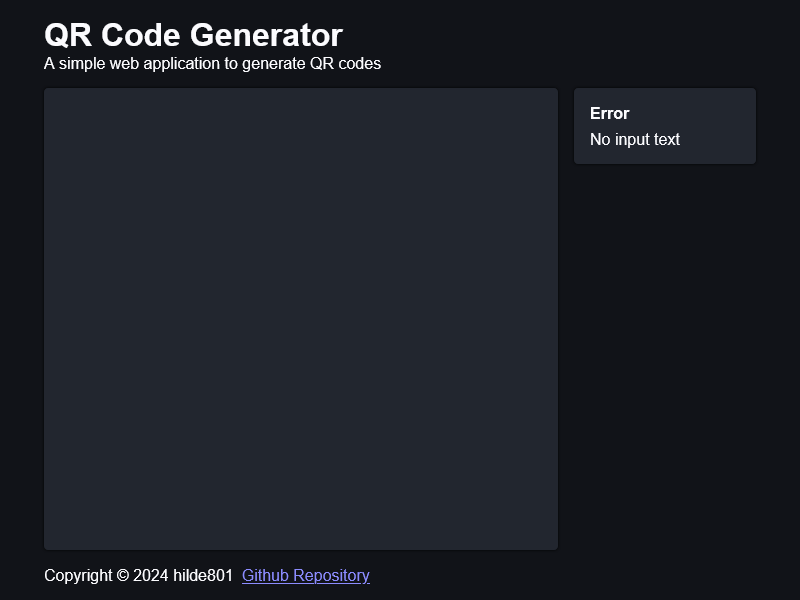 QR Code Generator
A simple web application to generate QR codes
Error
No input text
Copyright © 2024 hilde801 Github Repository